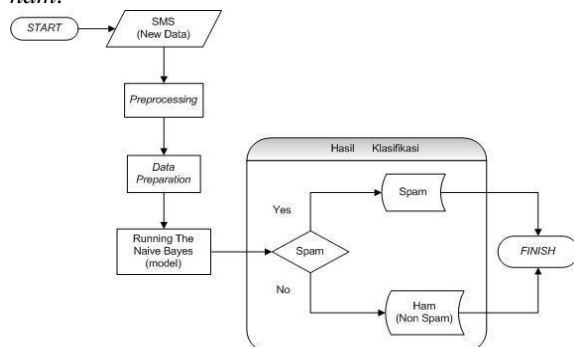 ham.
START
SMS
(New Data)
Preprocessing
Data
Preparation
Running The
Naive Bayes
(model)
Hasil Klasifikasi
Yes
Spam
Spam
No
Ham
(Non Spam)
FINISH